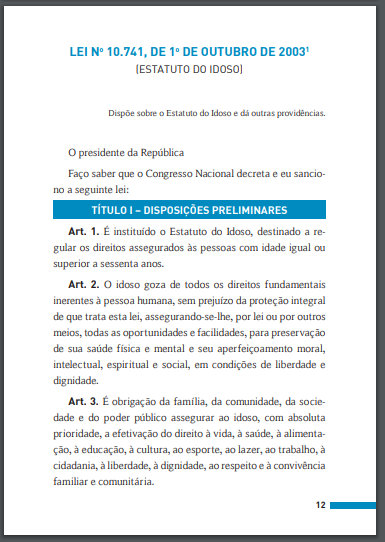 LEI Nº 10.741, DE 1º DE OUTUBRO DE 2003¹
(ESTATUTO DO IDOSO)
Dispõe sobre o Estatuto do Idoso e dá outras providências.
O presidente da República
Faço saber que o Congresso Nacional decreta e eu sancio-
no a seguinte lei:
TÍTULO I – DISPOSIÇÕES PRELIMINARES
Art. 1. É instituído o Estatuto do Idoso, destinado a re-
gular os direitos assegurados às pessoas com idade igual ou
superior a sessenta anos.
Art. 2. O idoso goza de todos os direitos fundamentais
inerentes à pessoa humana, sem prejuízo da proteção integral
de que trata esta lei, assegurando-se-lhe, por lei ou por outros
meios, todas as oportunidades e facilidades, para preservação
de sua saúde física e mental e seu aperfeiçoamento moral,
intelectual, espiritual e social, em condições de liberdade e
dignidade.
Art. 3. É obrigação da família, da comunidade, da socie-
dade e do poder público assegurar ao idoso, com absoluta
prioridade, a efetivação do direito à vida, à saúde, à alimenta-
ção, à educação, à cultura, ao esporte, ao lazer, ao trabalho, à
cidadania, à liberdade, à dignidade, ao respeito e à convivência
familiar e comunitária.
12